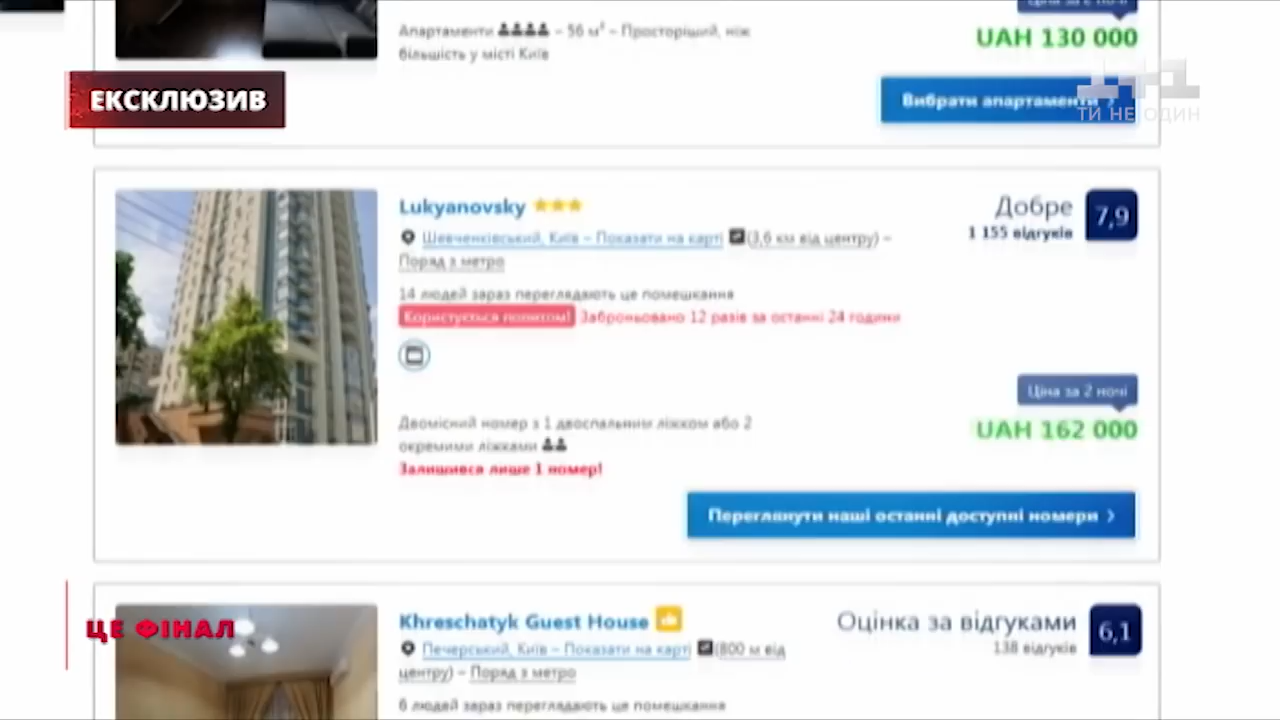 Ціна за 2 ночі
Апартаменти – 56 м² – Просторіший, ніж
більшість у місті Київ
UAH 130 000
ЕКСКЛЮЗИВ
Вибрати апартаменти
1+1
ТИ НЕ ОДИН
Lukyanovsky
Добре
7,9
1 155 відгуків
Шевченківський, Київ – Показати на карті (3,6 км від центру) –
Поряд з метро
14 людей зараз переглядають це помешкання
Користується попитом! Заброньовано 12 разів за останні 24 години
Ціна за 2 ночі
UAH 162 000
Двомісний номер з 1 двоспальним ліжком або 2
окремими ліжками
Залишився лише 1 номер!
Переглянути наші останні доступні номери
Khreschatyk Guest House
Оцінка за відгуками
6,1
138 відгуків
Печерський, Київ – Показати на карті (800 м від
центру) – Поряд з метро
6 людей зараз переглядають це помешкання
ЦЕ ФІНАЛ